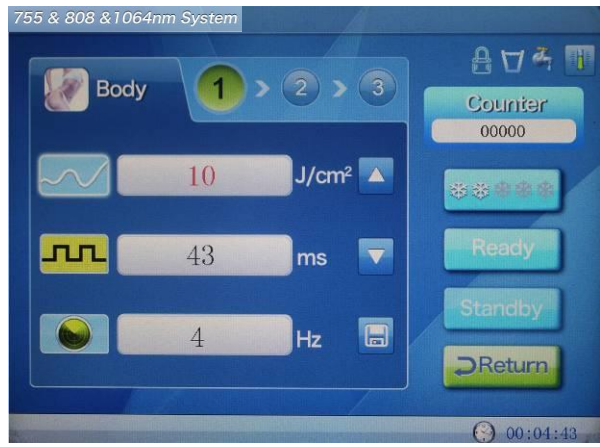 755 & 808 &1064nm System
Body
1 > 2 > 3
Counter
00000
10 J/cm²
43 ms
Ready
4 Hz
Standby
Return
00:04:43